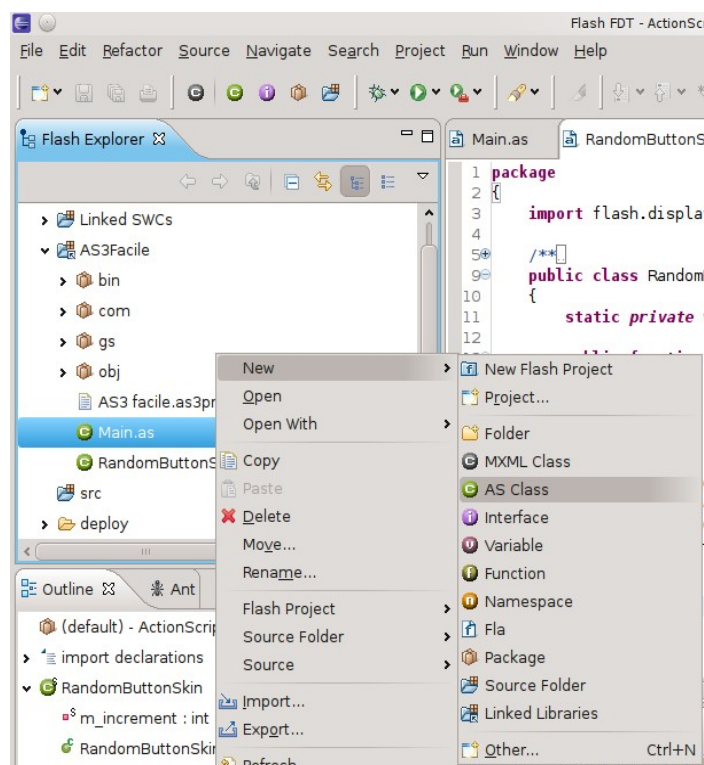 Flash FDT - ActionSc
File Edit Refactor Source Navigate Search Project Run Window Help
Flash Explorer
Linked SWCs
AS3Facile
bin
com
gs
obj
AS3 facile.as3pr
Main.as
RandomButtonS
src
deploy
Main.as RandomButtonS
1 package
2 {
3 import flash.displa
4
5 /**
9 public class Random
10 {
11 static private
12
New
Open
Open With
Copy
Paste
Delete
Move...
Rename...
Flash Project
Source Folder
Source
Import...
Export...
Refresh
New Flash Project
Project...
Folder
MXML Class
AS Class
Interface
Variable
Function
Namespace
Fla
Package
Source Folder
Linked Libraries
Other... Ctrl+N
Outline Ant
(default) - ActionScrip
import declarations
RandomButtonSkin
m_increment : int
RandomButtonSkin